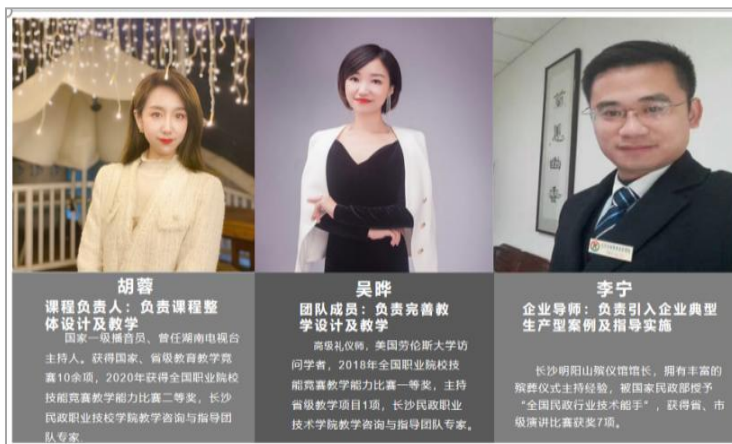 胡蓉
课程负责人：负责课程整
体设计及教学
国家一级播音员、曾任湖南电视台
主持人。获得国家、省级教育教学竞
赛10余项，2020年获得全国职业院校
技能竞赛教学能力比赛二等奖，长沙
民政职业技校学院教学咨询与指导团
队专家
吴晔
团队成员：负责完善教
学设计及教学
高级礼仪师，美国劳伦斯大学访
问学者，2018年全国职业院校技
能竞赛教学能力比赛一等奖，主持
省级教学项目1项，长沙民政职业
技术学院教学咨询与指导团队专家。
李宁
企业导师：负责引入企业典型
生产型案例及指导实施
长沙明阳山殡仪馆馆长，拥有丰富的
殡葬仪式主持经验，被国家民政部授予
“全国民政行业技术能手”，获得省、市
级演讲比赛获奖7项。